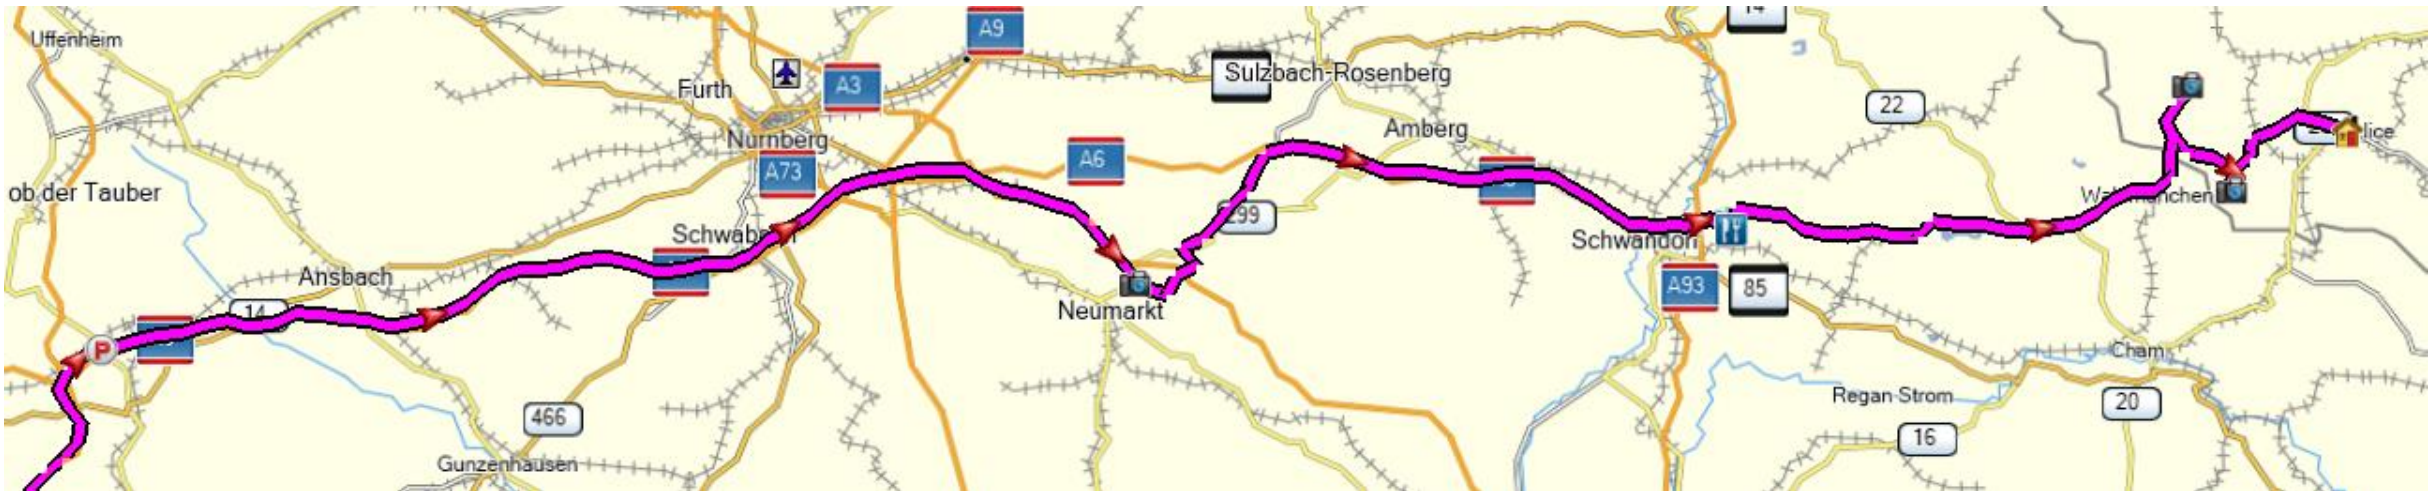 14
A9
Uffenheim
Sulzbach-Rosenberg
A3
Furth
22
Amberg
Nurnberg
A6
A73
ob der Tauber
299
Schwandorf
Ansbach
A93
85
Neumarkt
14
P
Cham
Regan Strom
20
466
16
Gunzenhausen